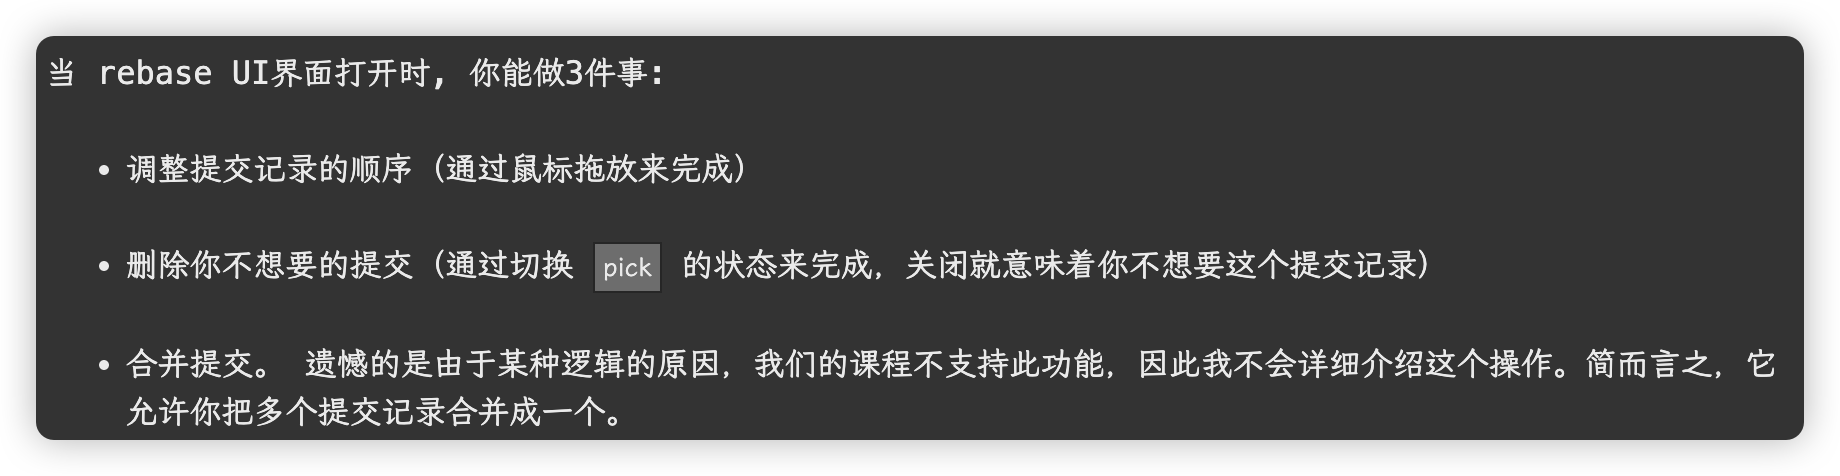 当 rebase UI界面打开时, 你能做3件事:
• 调整提交记录的顺序（通过鼠标拖放来完成）
• 删除你不想要的提交（通过切换 pick 的状态来完成，关闭就意味着你不想要这个提交记录）
• 合并提交。 遗憾的是由于某种逻辑的原因，我们的课程不支持此功能，因此我不会详细介绍这个操作。简而言之，它
允许你把多个提交记录合并成一个。